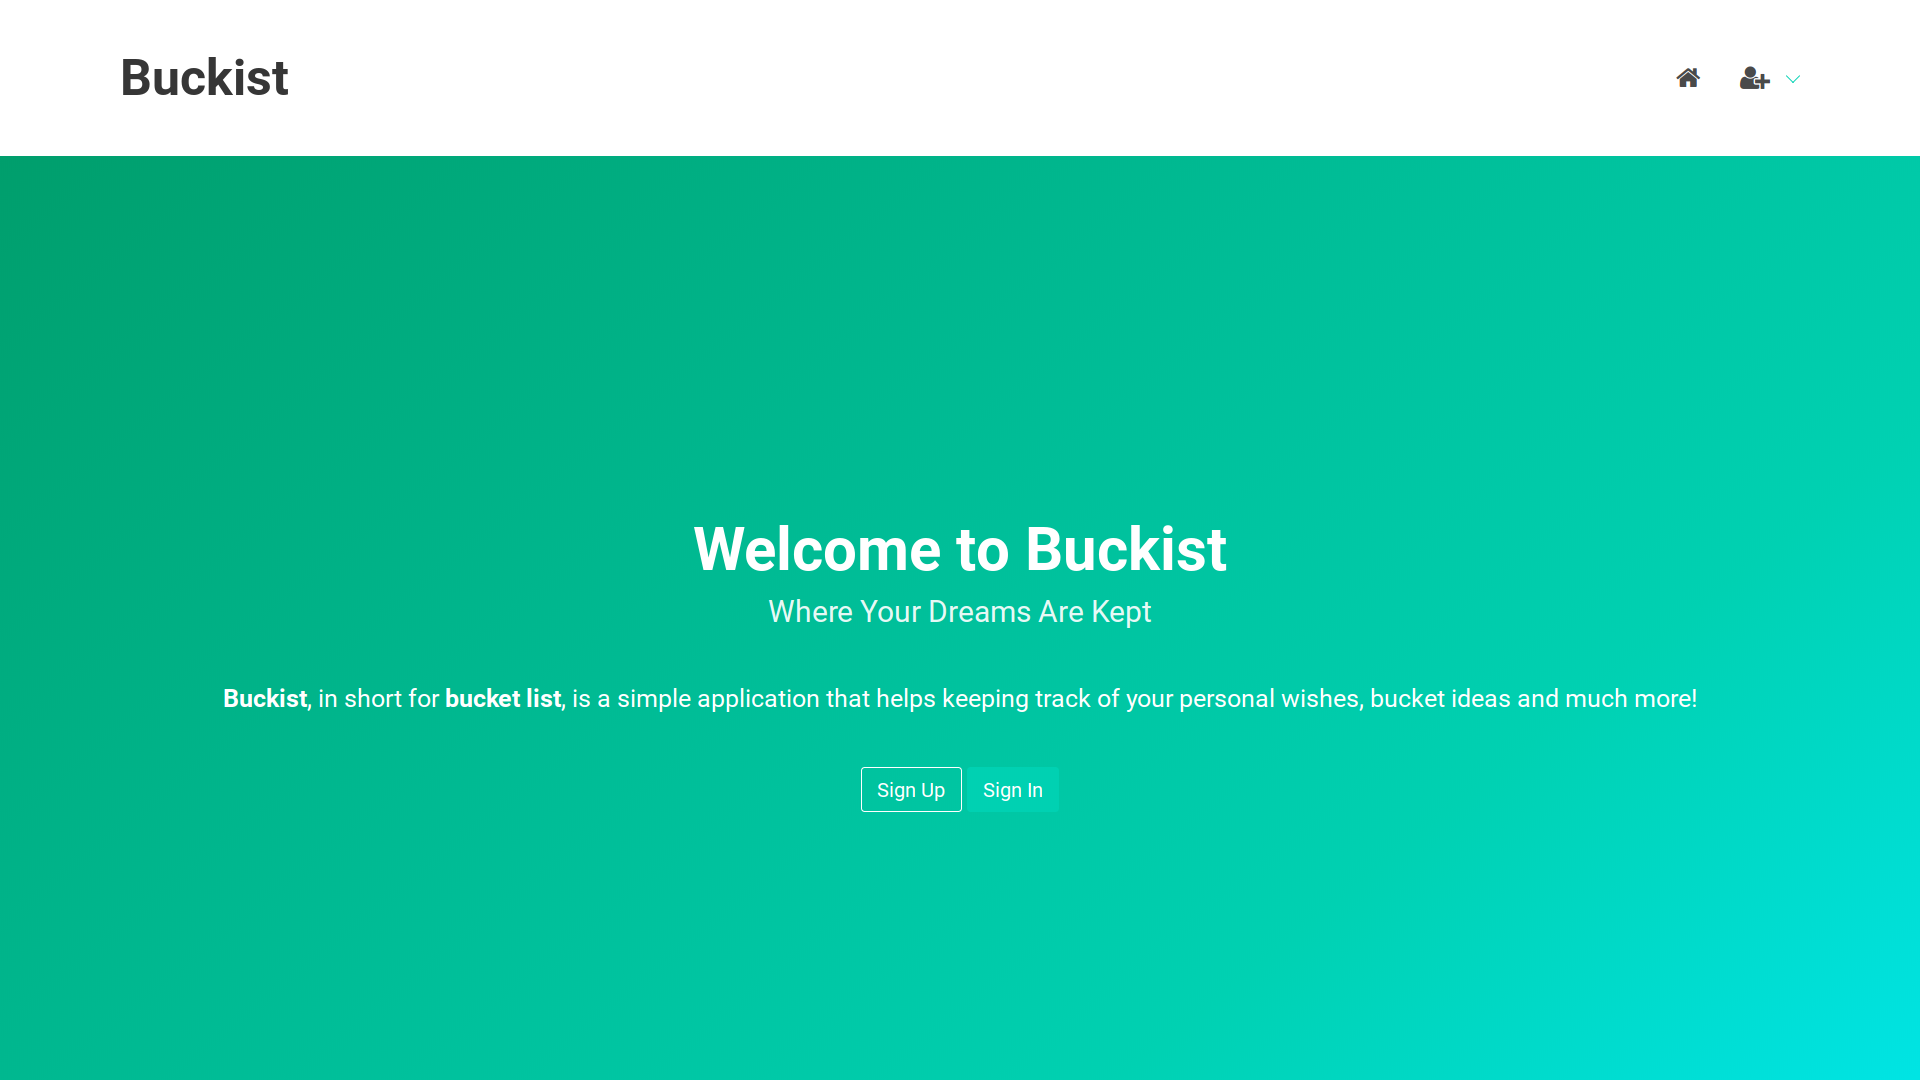 Buckist
Welcome to Buckist
Where Your Dreams Are Kept
Buckist, in short for bucket list, is a simple application that helps keeping track of your personal wishes, bucket ideas and much more!
Sign Up
Sign In